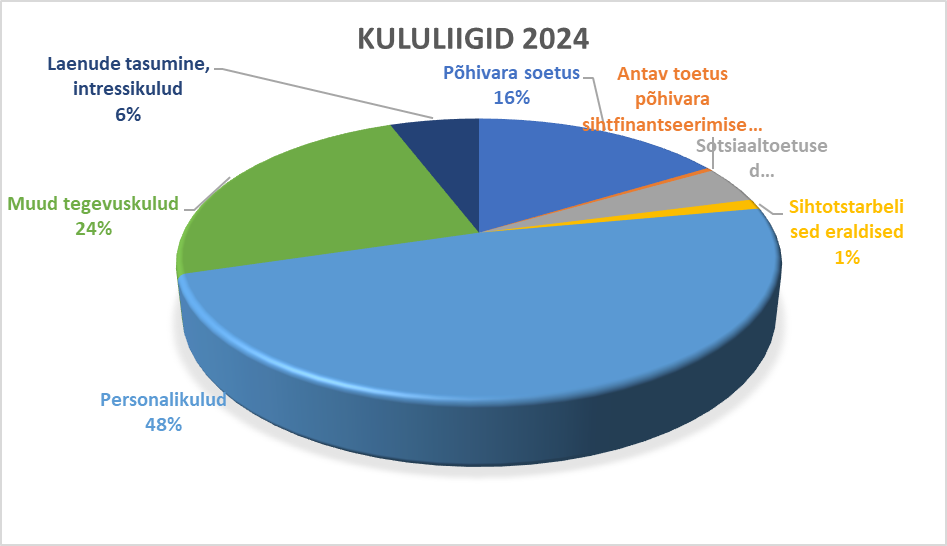 KULULIIGID 2024
Laenude tasumine,
intressikulud
6%
Põhivara soetus
16%
Antav toetus
põhivara
sihtfinantseerimise…
Sotsiaaltoetuse
d…
Sihtotstarbeli
sed eraldised
1%
Muud tegevuskulud
24%
Personalikulud
48%